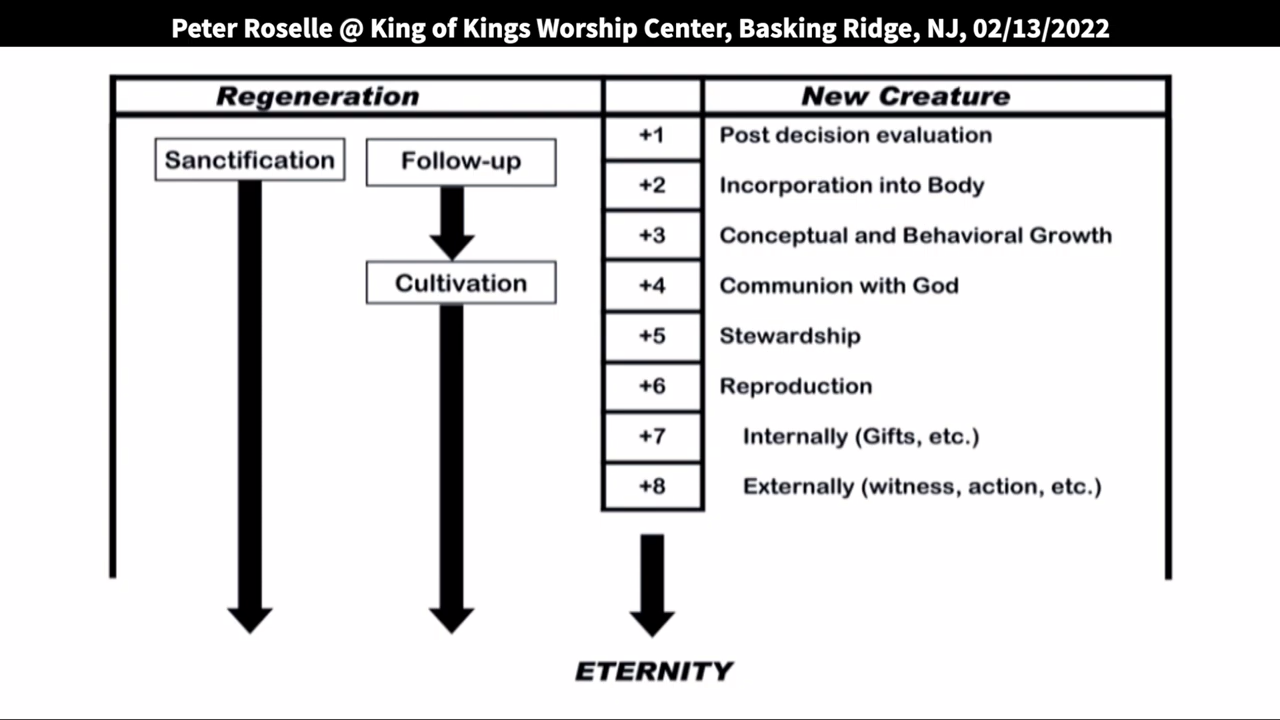 Peter Roselle @ King of Kings Worship Center, Basking Ridge, NJ, 02/13/2022
Regeneration
New Creature
Sanctification
Follow-up
Cultivation
+1 Post decision evaluation
+2 Incorporation into Body
+3 Conceptual and Behavioral Growth
+4 Communion with God
+5 Stewardship
+6 Reproduction
+7 Internally (Gifts, etc.)
+8 Externally (witness, action, etc.)
ETERNITY